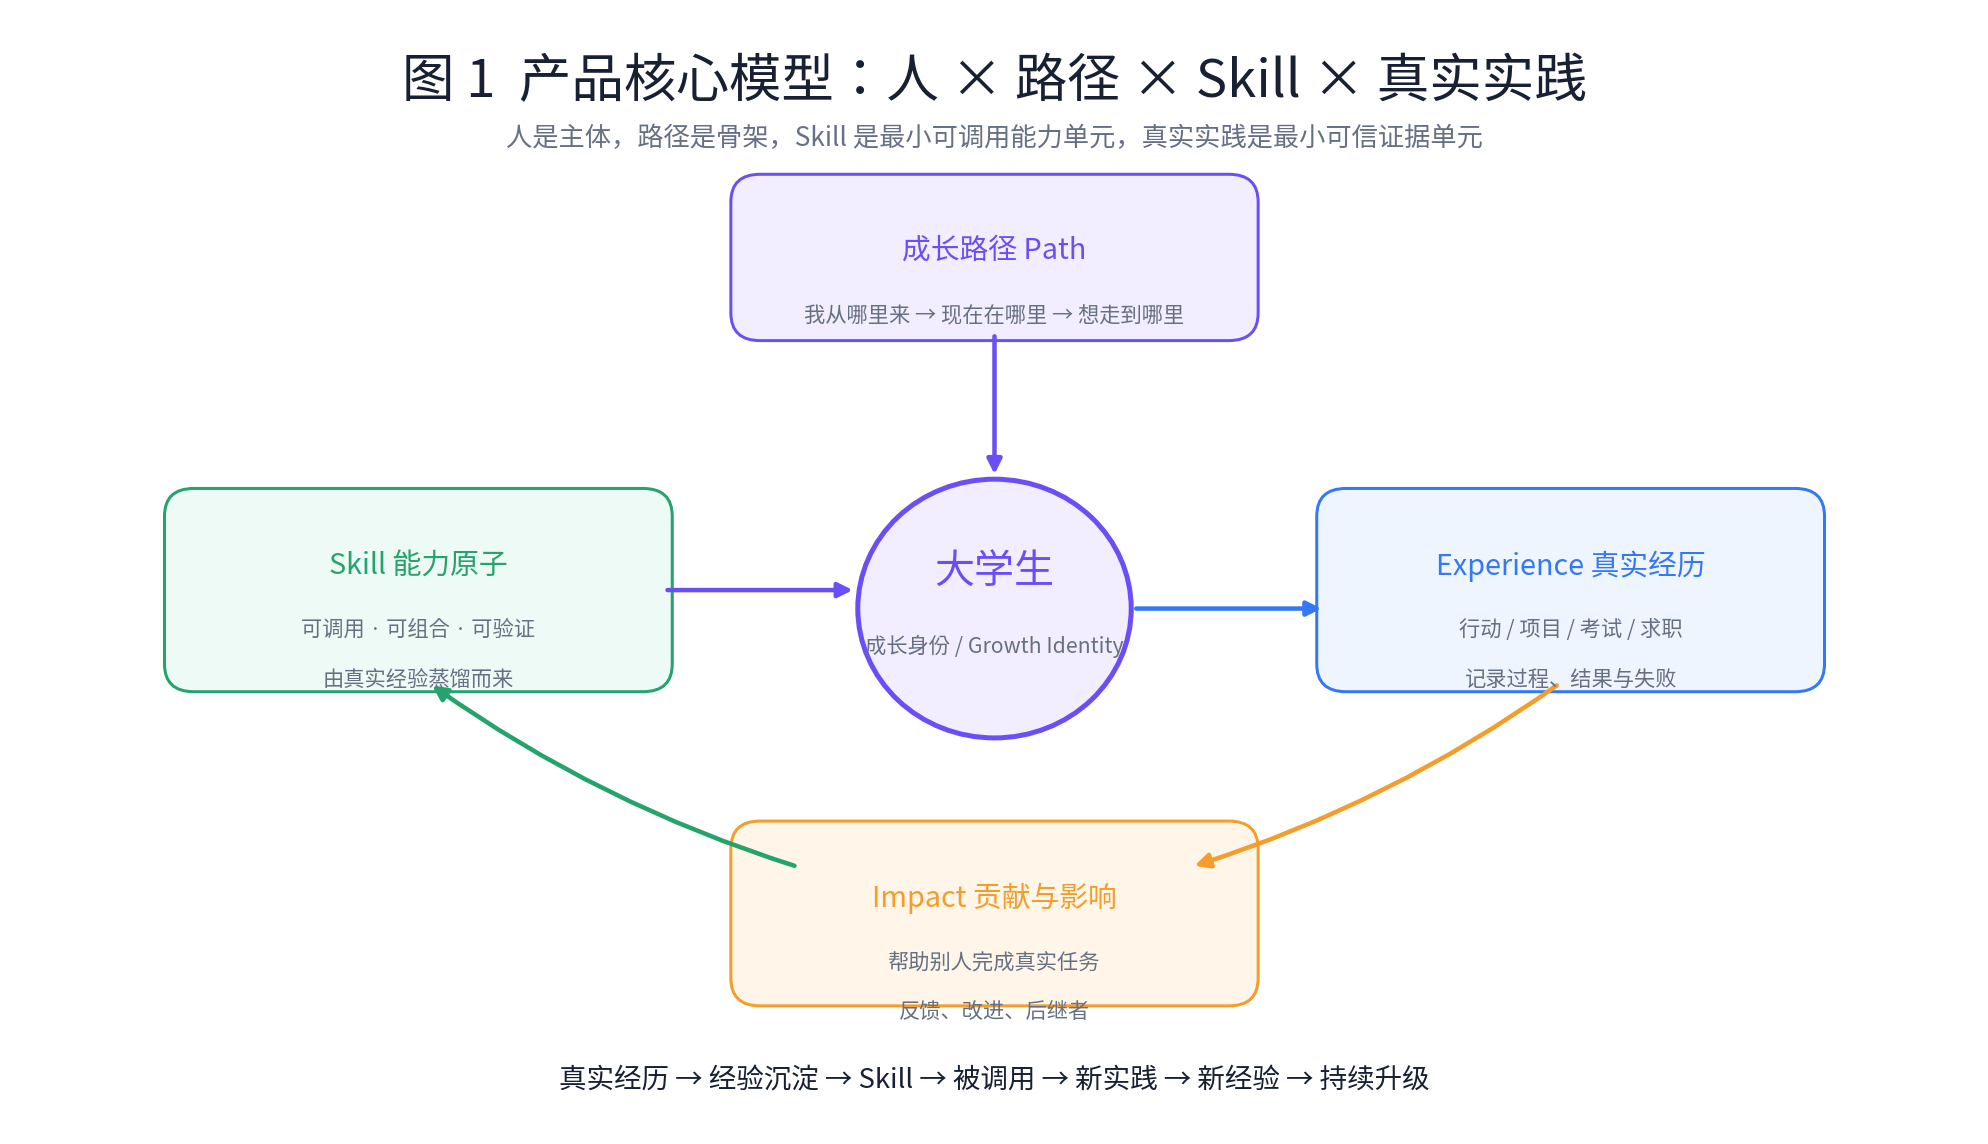 图 1 产品核心模型：人 × 路径 × Skill × 真实实践
人是主体，路径是骨架，Skill 是最小可调用能力单元，真实实践是最小可信证据单元
成长路径 Path
我从哪里来 → 现在在哪里 → 想走到哪里
Skill 能力原子
可调用 · 可组合 · 可验证
由真实经验蒸馏而来
大学生
成长身份 / Growth Identity
Experience 真实经历
行动 / 项目 / 考试 / 求职
记录过程、结果与失败
Impact 贡献与影响
帮助别人完成真实任务
反馈、改进、后继者
真实经历 → 经验沉淀 → Skill → 被调用 → 新实践 → 新经验 → 持续升级